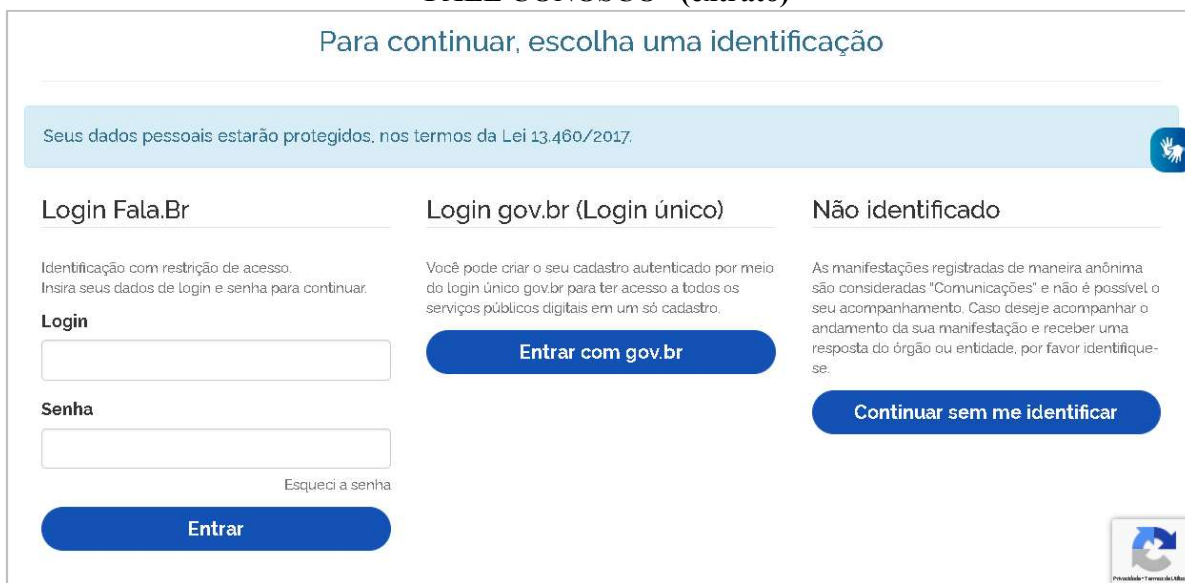 Para continuar, escolha uma identificação
Seus dados pessoais estarão protegidos, nos termos da Lei 13.460/2017.
Login Fala.Br
Identificação com restrição de acesso.
Insira seus dados de login e senha para continuar.
Login
Senha
Esqueci a senha
Entrar
Login gov.br (Login único)
Você pode criar o seu cadastro autenticado por meio
do login único gov.br para ter acesso a todos os
serviços públicos digitais em um só cadastro.
Entrar com gov.br
Não identificado
As manifestações registradas de maneira anônima
são consideradas "Comunicações" e não é possível o
seu acompanhamento. Caso deseje acompanhar o
andamento da sua manifestação e receber uma
resposta do órgão ou entidade, por favor identifique-
se.
Continuar sem me identificar